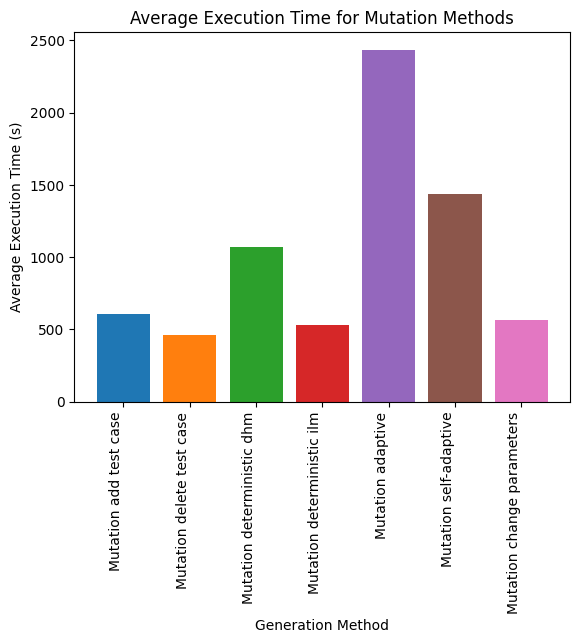 Average Execution Time for Mutation Methods
Average Execution Time (s)
2500
2000
1500
1000
500
0
Mutation add test case
Mutation delete test case
Mutation deterministic dhm
Mutation deterministic ilm
Mutation adaptive
Mutation self-adaptive
Mutation change parameters
Generation Method